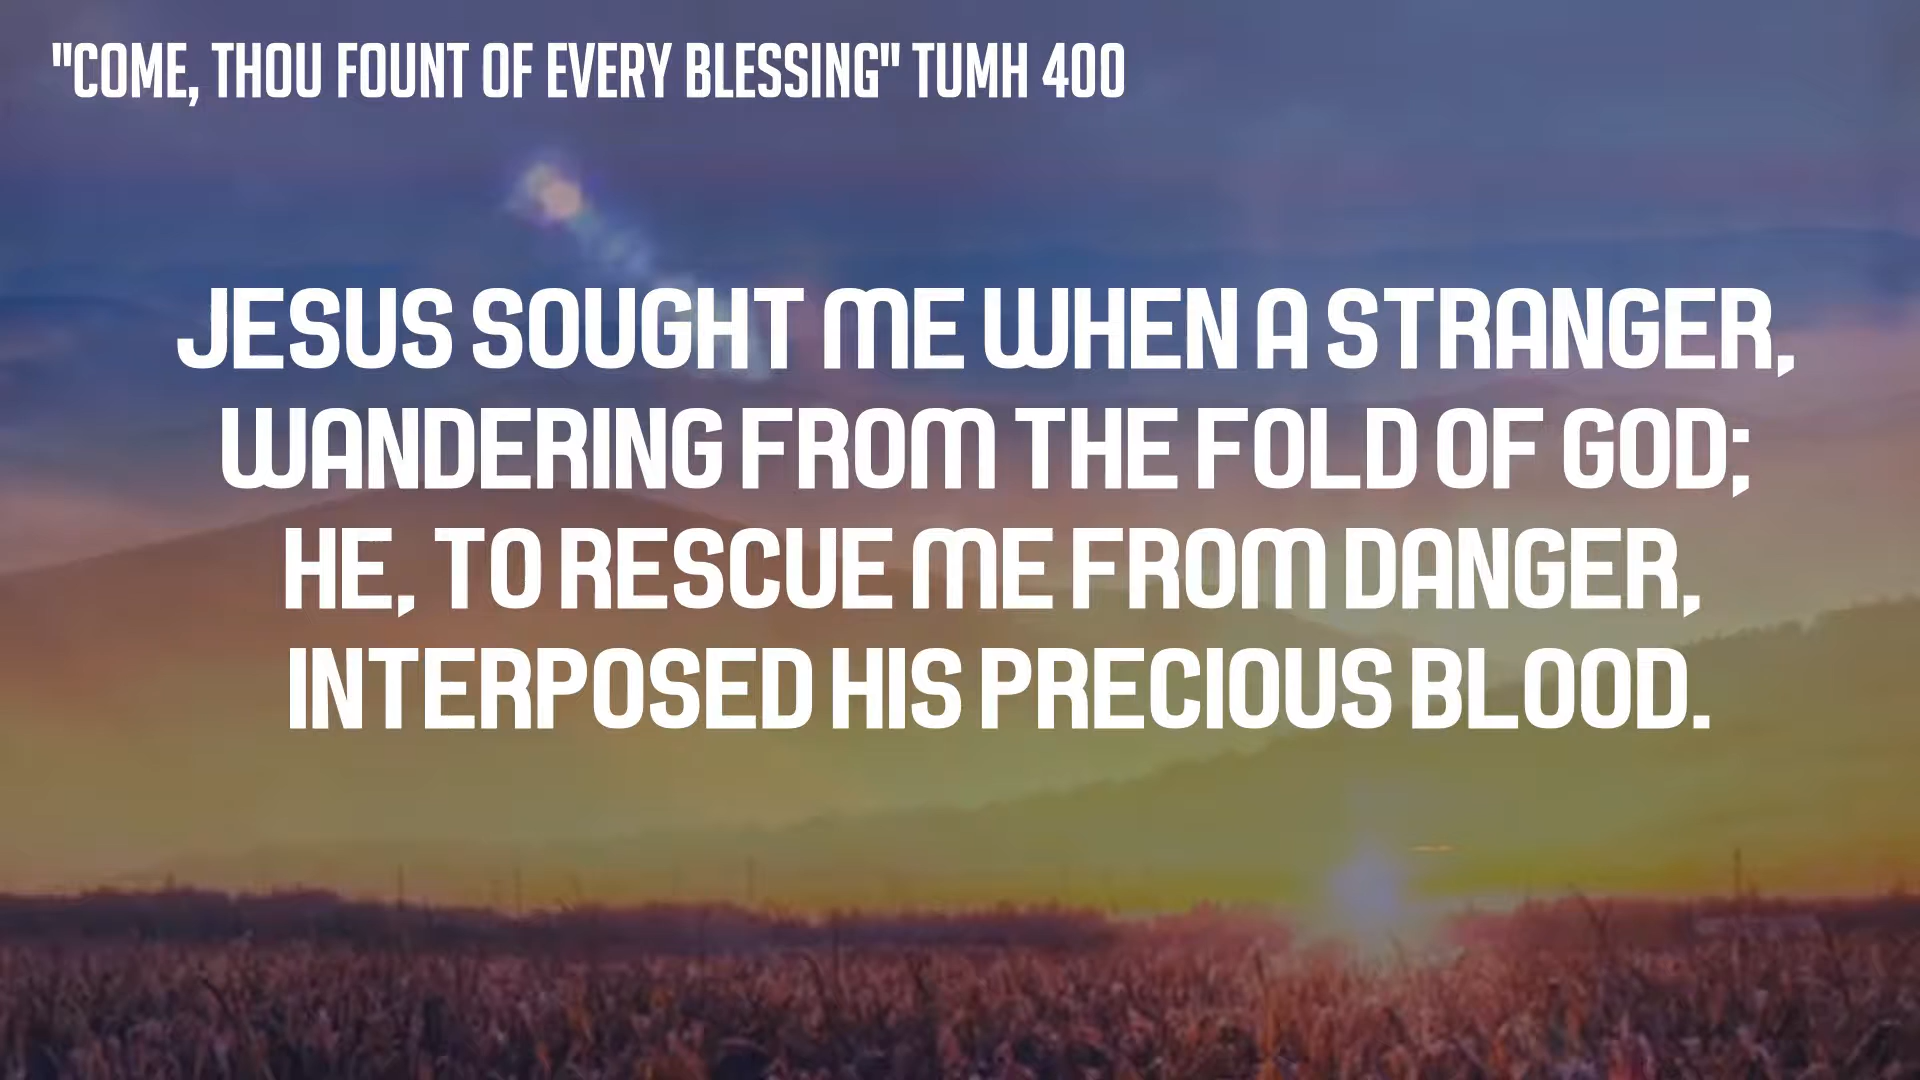 "COME, THOU FOUNT OF EVERY BLESSING" TUMH 400
JESUS SOUGHT ME WHEN A STRANGER,
WANDERING FROM THE FOLD OF GOD;
HE, TO RESCUE ME FROM DANGER,
INTERPOSED HIS PRECIOUS BLOOD.